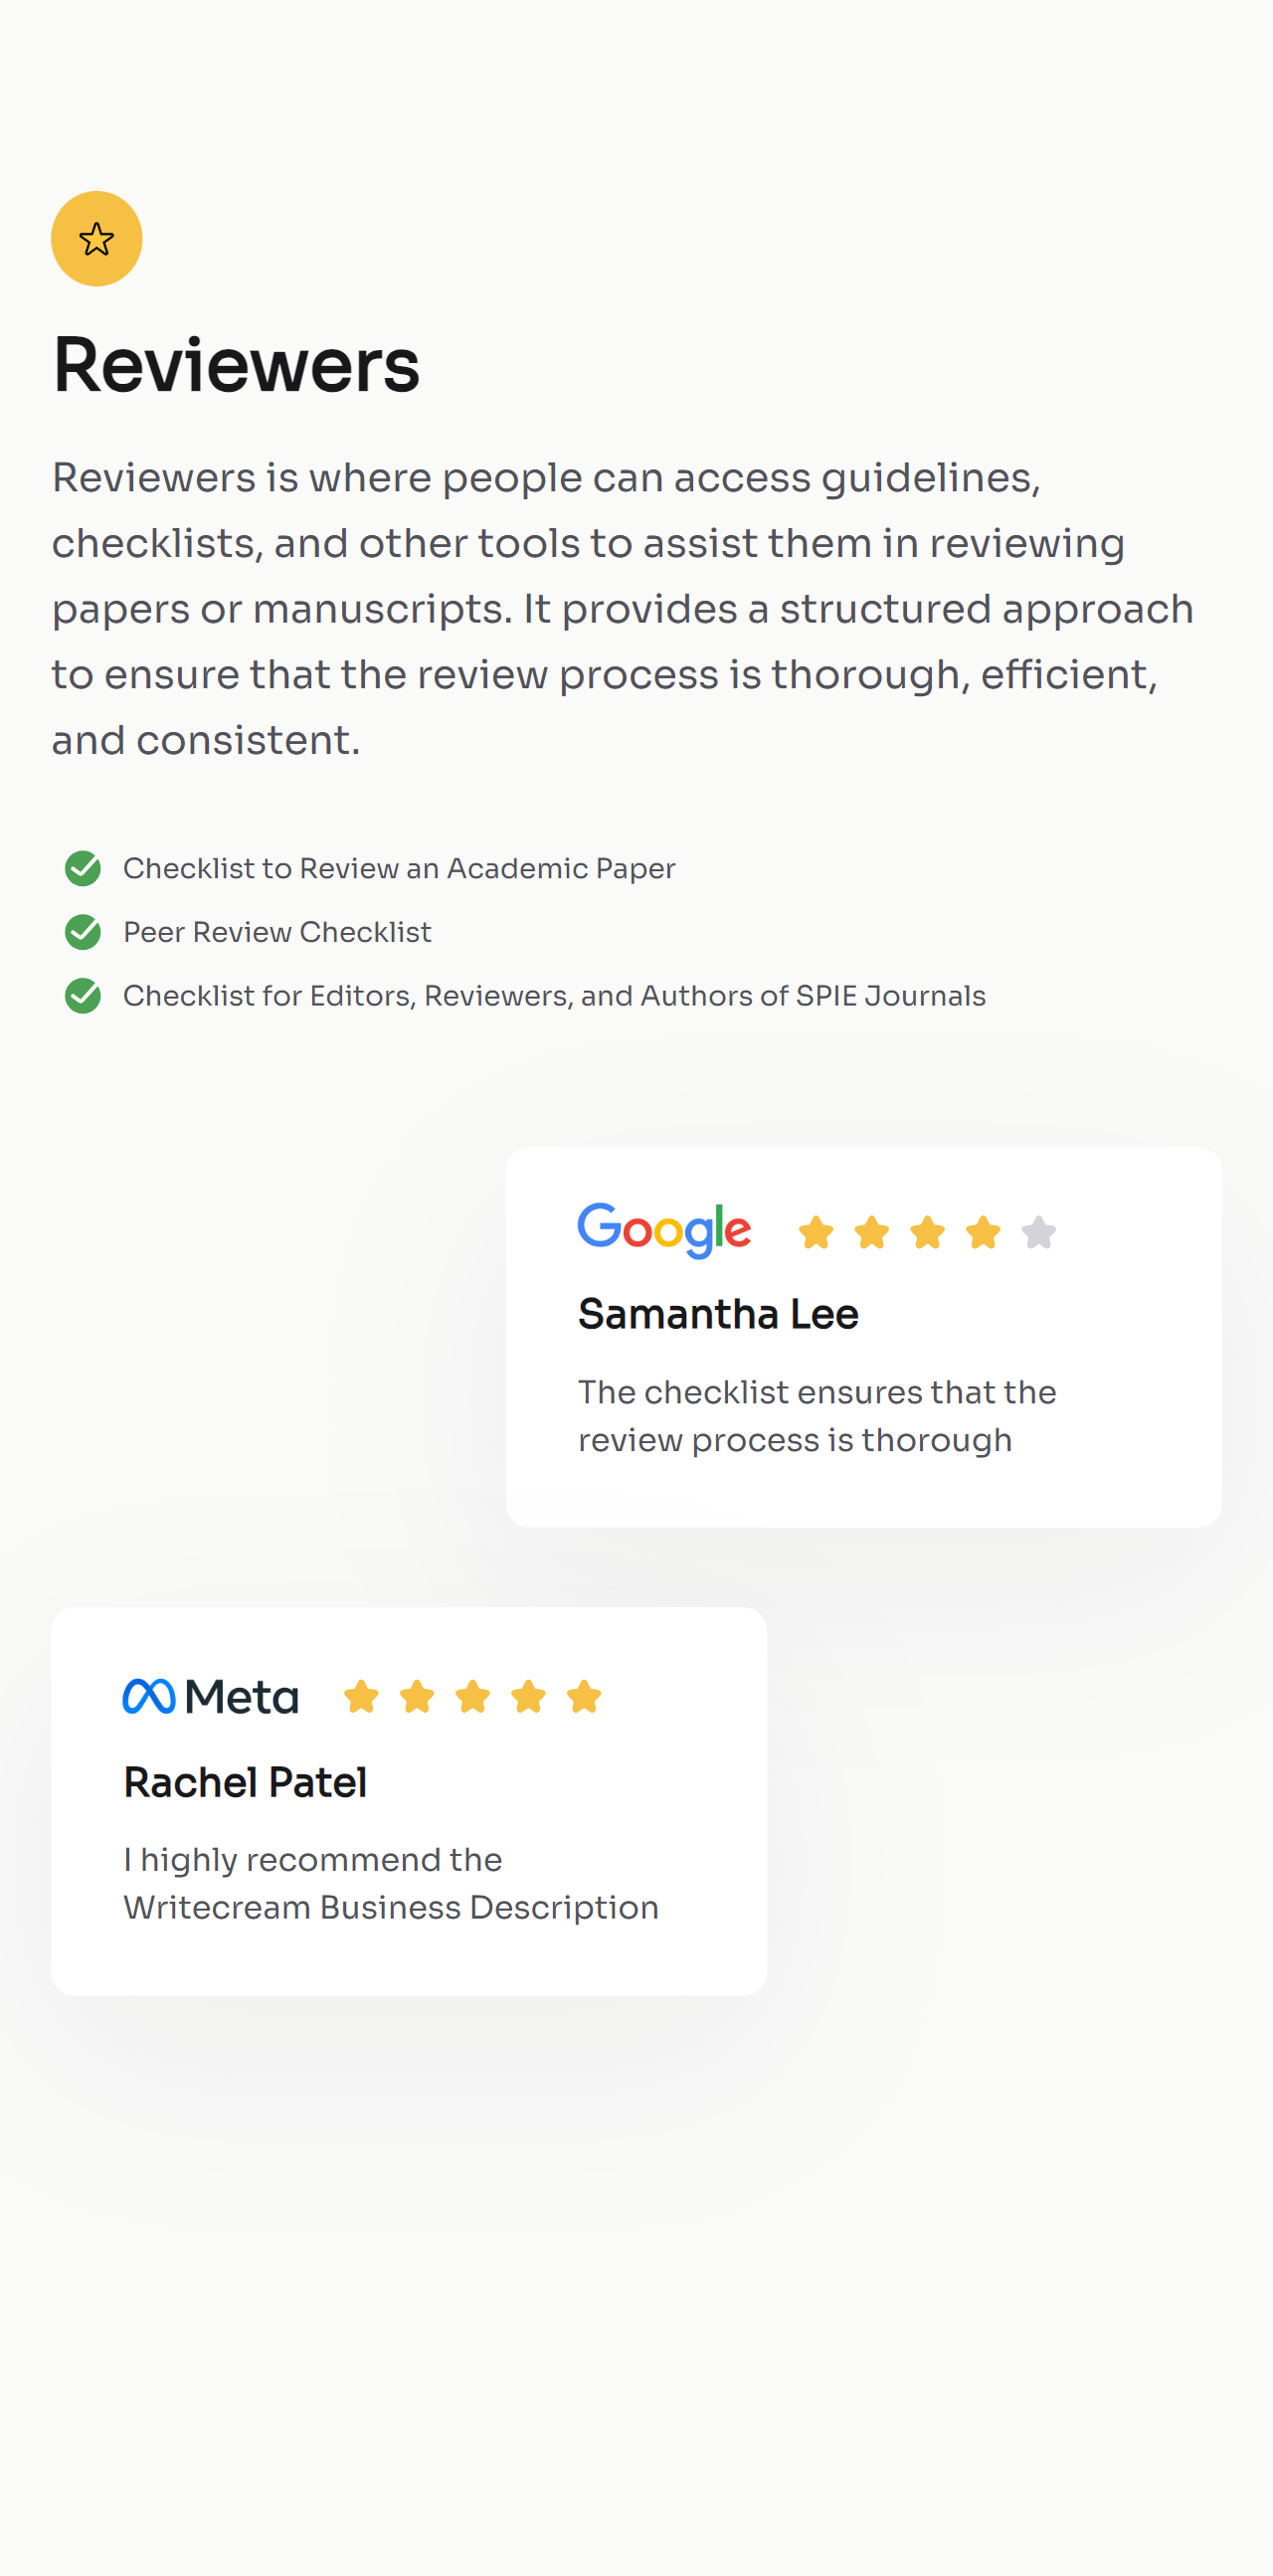 Reviewers
Reviewers is where people can access guidelines,
checklists, and other tools to assist them in reviewing
papers or manuscripts. It provides a structured approach
to ensure that the review process is thorough, efficient,
and consistent.
Checklist to Review an Academic Paper
Peer Review Checklist
Checklist for Editors, Reviewers, and Authors of SPIE Journals
Google
Samantha Lee
The checklist ensures that the
review process is thorough
Meta
Rachel Patel
I highly recommend the
Writecream Business Description